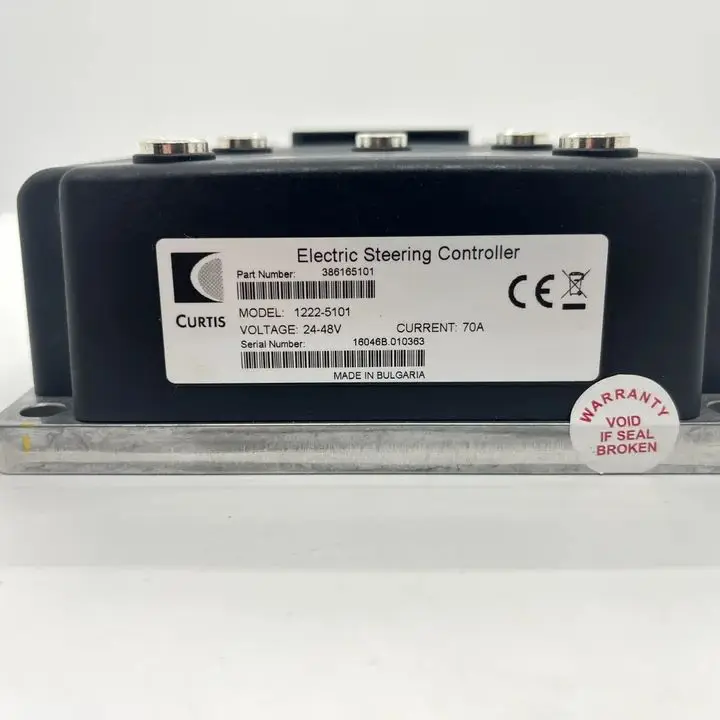 Electric Steering Controller
Part Number: 386165101
CURTIS
MODEL: 1222-5101
VOLTAGE: 24-48V CURRENT: 70A
Serial Number: 16046B.010363
MADE IN BULGARIA
CE
WARRANTY
VOID
IF SEAL
BROKEN